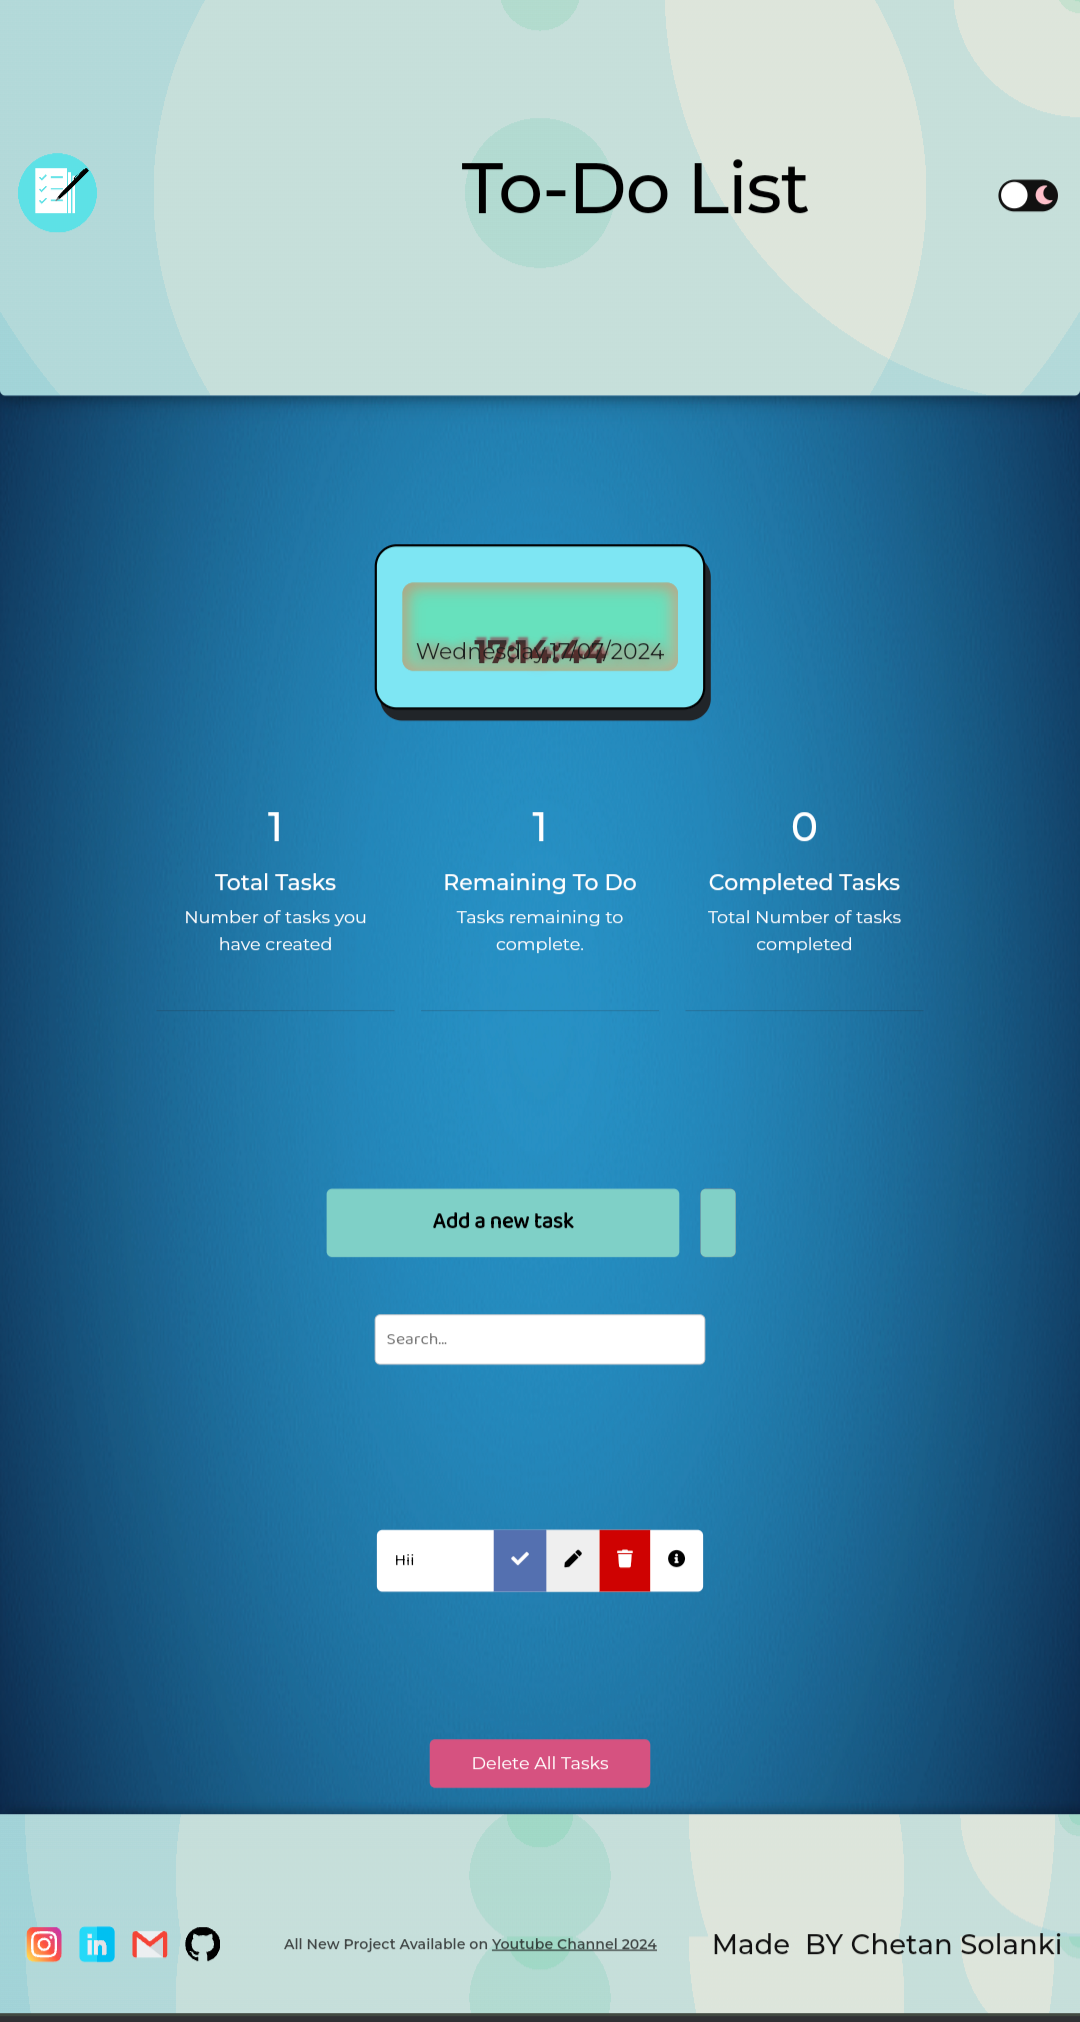 To-Do List
17:14:44
Wednesday 17/07/2024
1
Total Tasks
Number of tasks you
have created
1
Remaining To Do
Tasks remaining to
complete.
0
Completed Tasks
Total Number of tasks
completed
Add a new task
Search...
Hii
Delete All Tasks
in
All New Project Available on Youtube Channel 2024
Made BY Chetan Solanki